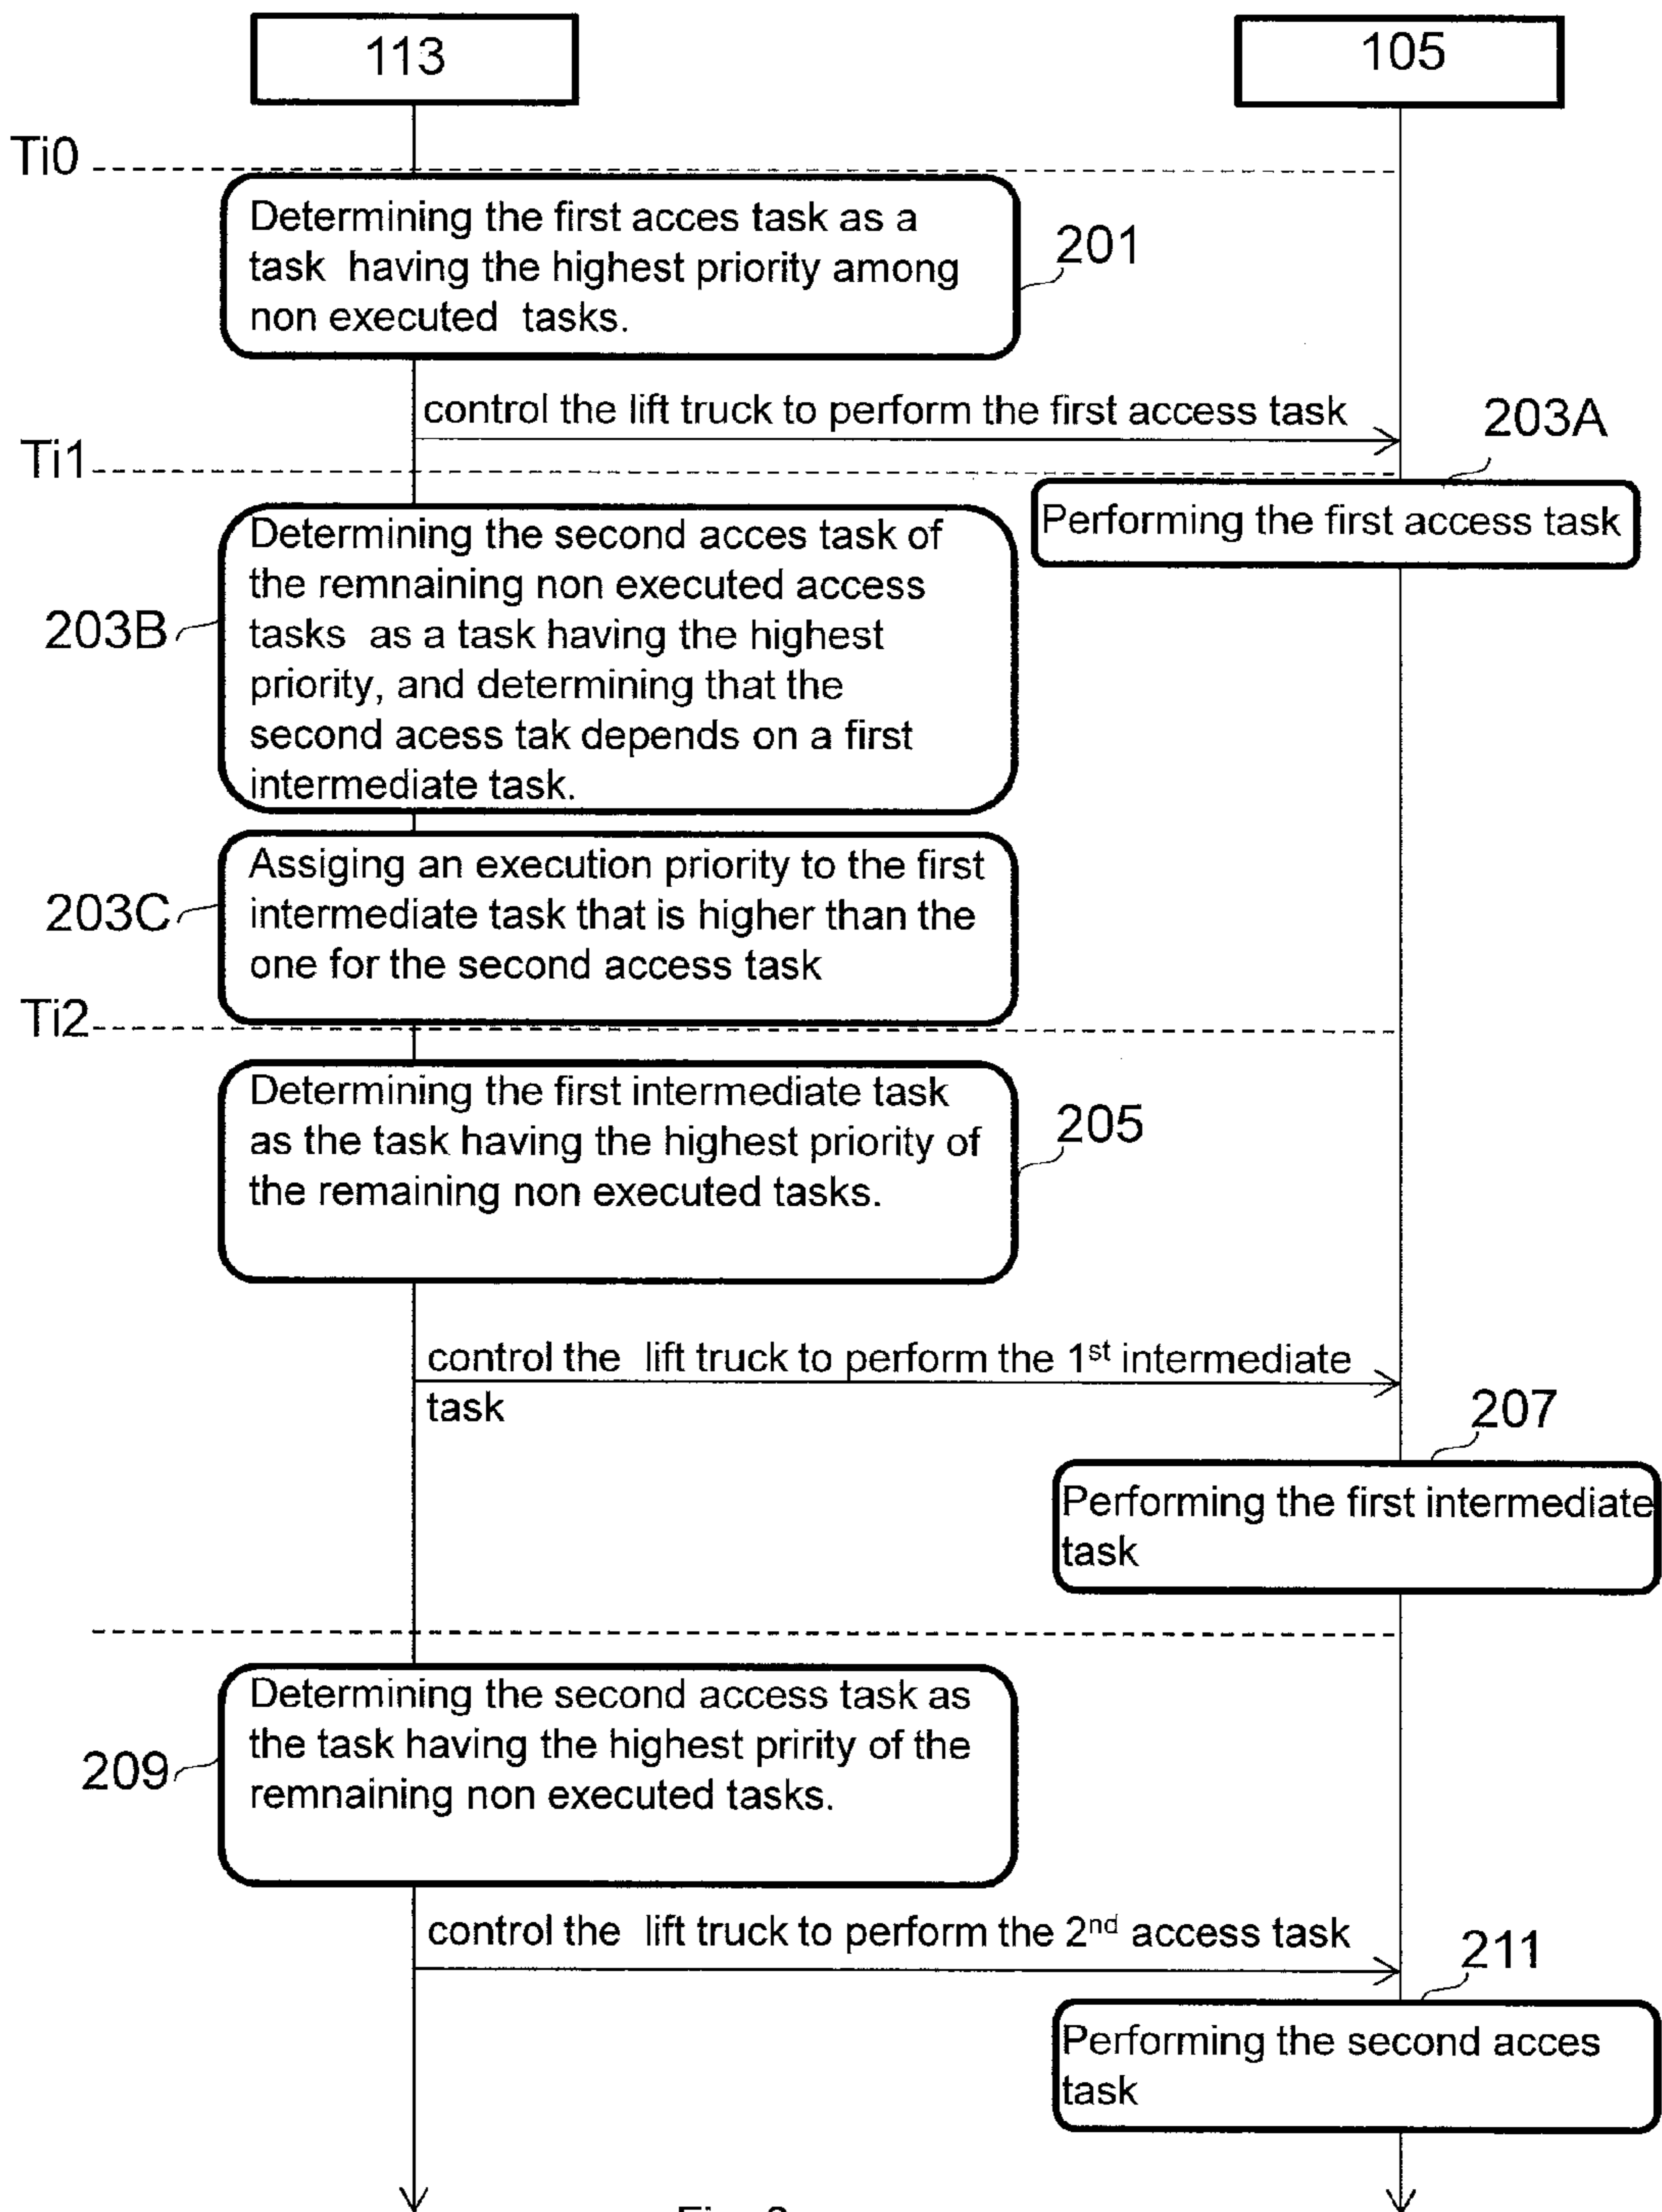 113
105
Ti0
Determining the first acces task as a
task having the highest priority among
non executed tasks.
201
control the lift truck to perform the first access task
203A
Ti1
Performing the first access task
Determining the second acces task of
the remnaining non executed access
tasks as a task having the highest
priority, and determining that the
second acess tak depends on a first
intermediate task.
203B
Assiging an execution priority to the first
intermediate task that is higher than the
one for the second access task
203C
Ti2
Determining the first intermediate task
as the task having the highest priority of
the remaining non executed tasks.
205
control the lift truck to perform the 1st intermediate
task
207
Performing the first intermediate
task
Determining the second access task as
the task having the highest pririty of the
remnaining non executed tasks.
209
control the lift truck to perform the 2nd access task
211
Performing the second acces
task